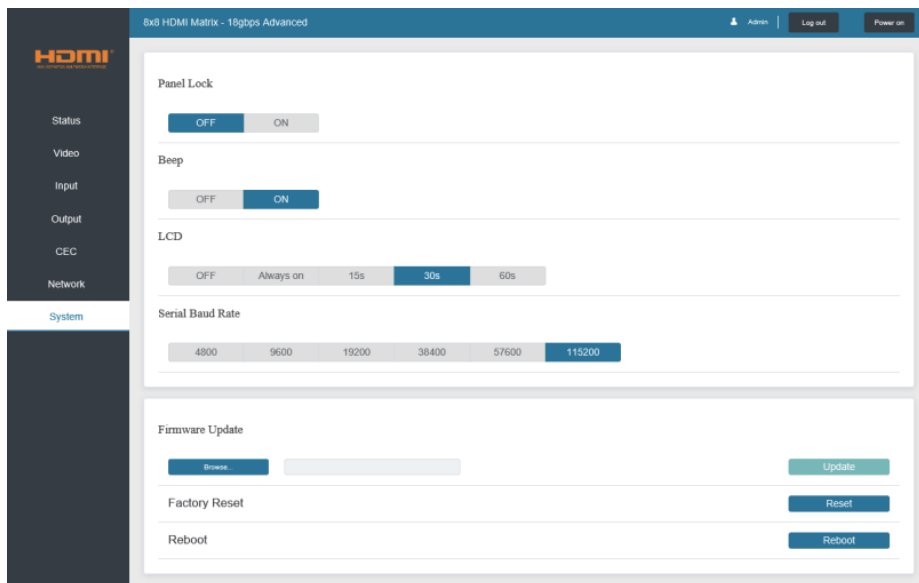 8x8 HDMI Matrix - 18gbps Advanced
Admin
Log out
Power on
HDMI
Status
Video
Input
Output
CEC
Network
System
Panel Lock
OFF ON
Beep
OFF ON
LCD
OFF Always on 15s 30s 60s
Serial Baud Rate
4800 9600 19200 38400 57600 115200
Firmware Update
Browse... Update
Factory Reset Reset
Reboot Reboot